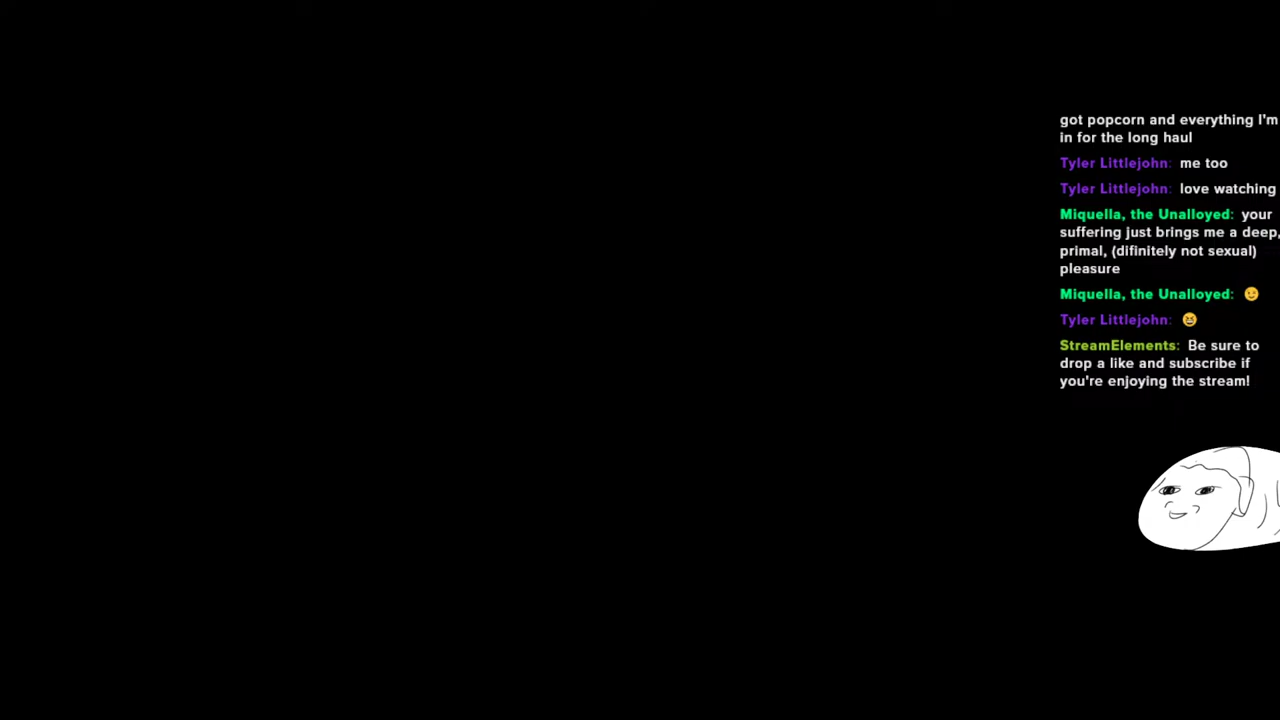 got popcorn and everything I'm
in for the long haul
Tyler Littlejohn: me too
Tyler Littlejohn: love watching
Miquella, the Unalloyed: your
suffering just brings me a deep,
primal, (difinitely not sexual)
pleasure
Miquella, the Unalloyed: 😉
Tyler Littlejohn: 😆
StreamElements: Be sure to
drop a like and subscribe if
you're enjoying the stream!